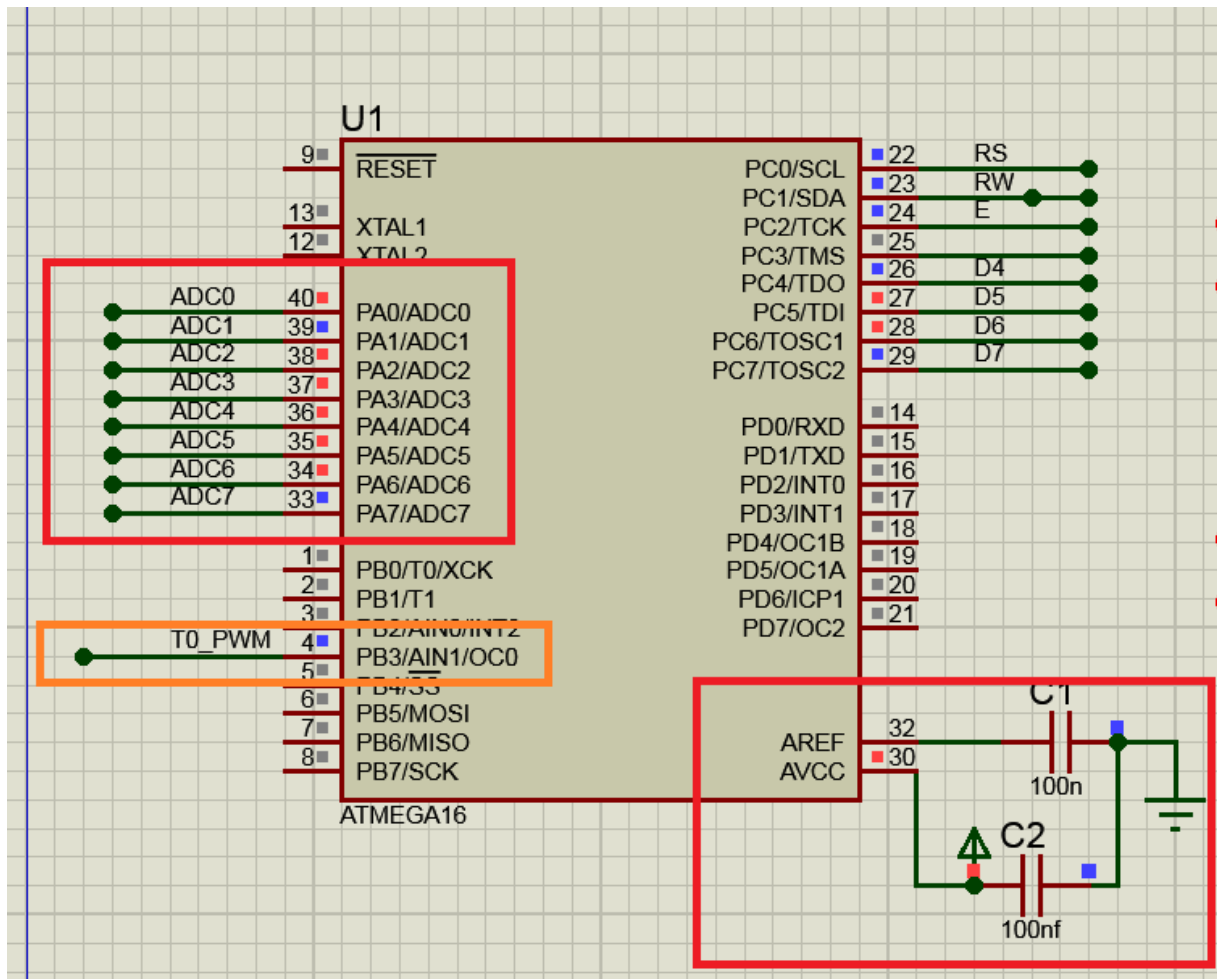 U1
9 RESET PC0/SCL 22 RS
PC1/SDA 23 RW
13 XTAL1 PC2/TCK 24 E
12 XTAL2 PC3/TMS 25
PC4/TDO 26 D4
ADC0 40 PA0/ADC0 PC5/TDI 27 D5
ADC1 39 PA1/ADC1 PC6/TOSC1 28 D6
ADC2 38 PA2/ADC2 PC7/TOSC2 29 D7
ADC3 37 PA3/ADC3
ADC4 36 PA4/ADC4 PD0/RXD 14
ADC5 35 PA5/ADC5 PD1/TXD 15
ADC6 34 PA6/ADC6 PD2/INT0 16
ADC7 33 PA7/ADC7 PD3/INT1 17
PD4/OC1B 18
1 PB0/T0/XCK PD5/OC1A 19
2 PB1/T1 PD6/ICP1 20
3 PB2/AIN0/INT2 PD7/OC2 21
T0_PWM 4 PB3/AIN1/OC0
5 PB4/SS
6 PB5/MOSI C1
7 PB6/MISO AREF 32
8 PB7/SCK AVCC 30
100n
ATMEGA16
C2
100nf